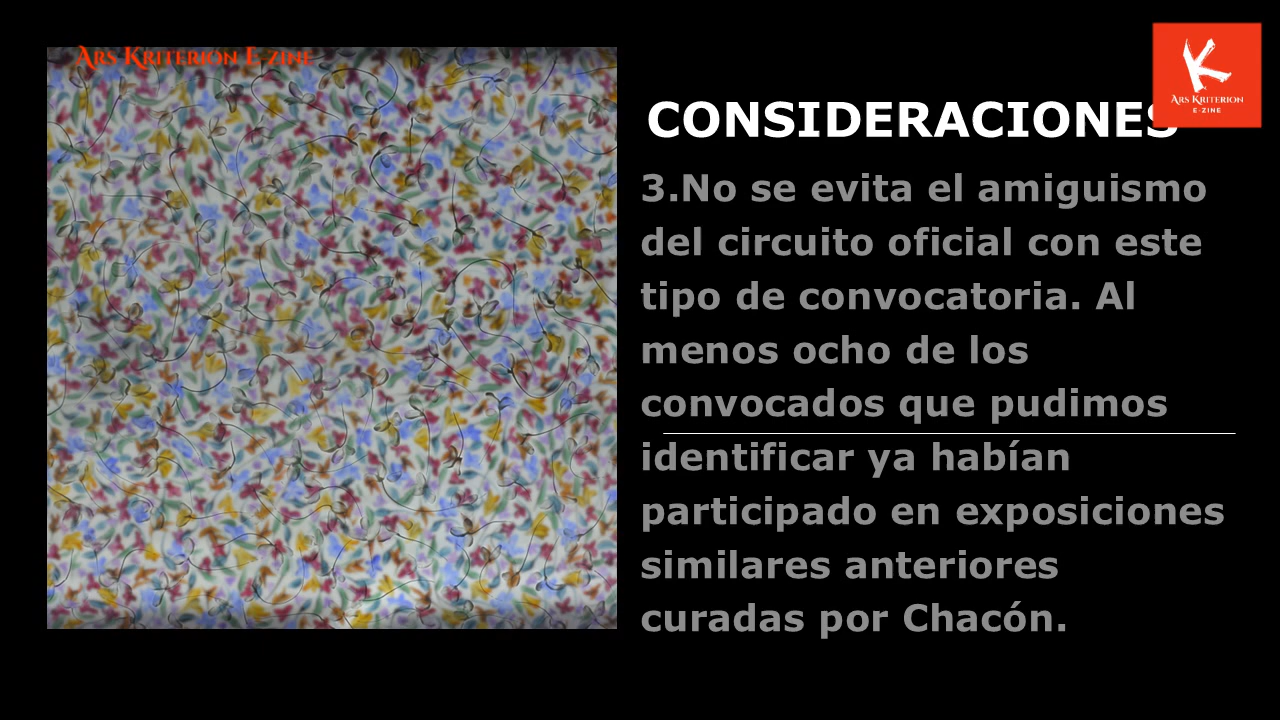 Ars Kriterion E-zine
K
Ars Kriterion
E-ZINE
CONSIDERACIONES
3.No se evita el amiguismo
del circuito oficial con este
tipo de convocatoria. Al
menos ocho de los
convocados que pudimos
identificar ya habían
participado en exposiciones
similares anteriores
curadas por Chacón.